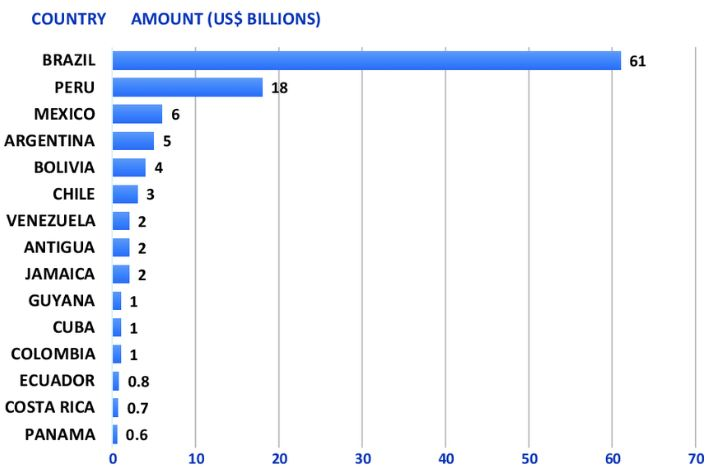 COUNTRY AMOUNT (US$ BILLIONS)
BRAZIL 61
PERU 18
MEXICO 6
ARGENTINA 5
BOLIVIA 4
CHILE 3
VENEZUELA 2
ANTIGUA 2
JAMAICA 2
GUYANA 1
CUBA 1
COLOMBIA 1
ECUADOR 0.8
COSTA RICA 0.7
PANAMA 0.6
0 10 20 30 40 50 60 70